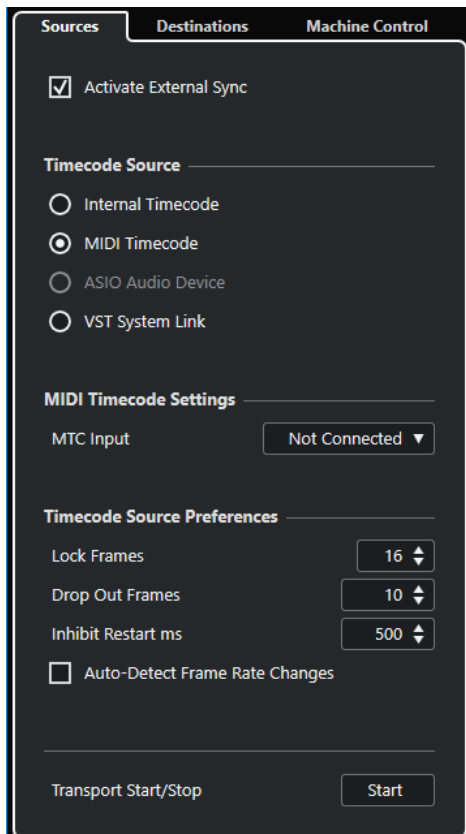 Sources Destinations Machine Control
Activate External Sync
Timecode Source
Internal Timecode
MIDI Timecode
ASIO Audio Device
VST System Link
MIDI Timecode Settings
MTC Input Not Connected
Timecode Source Preferences
Lock Frames 16
Drop Out Frames 10
Inhibit Restart ms 500
Auto-Detect Frame Rate Changes
Transport Start/Stop Start